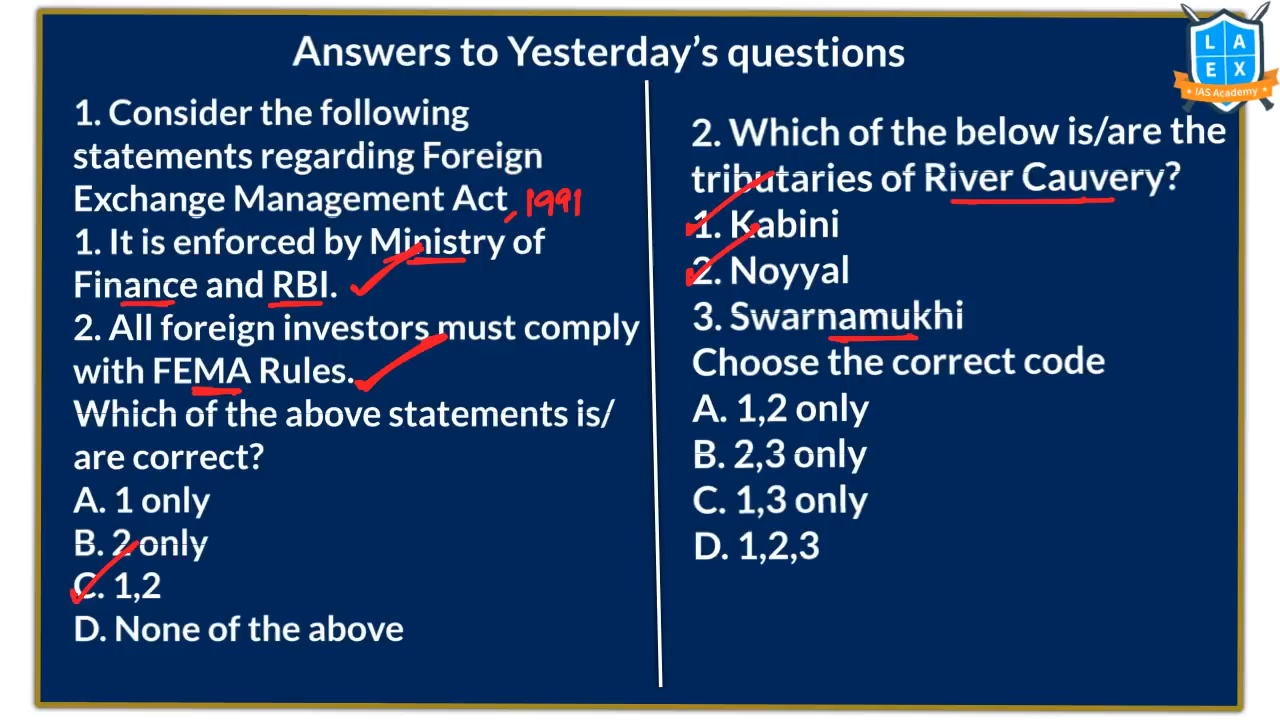 Answers to Yesterday's questions
1. Consider the following
statements regarding Foreign
Exchange Management Act, 1991
1. It is enforced by Ministry of
Finance and RBI.
2. All foreign investors must comply
with FEMA Rules.
Which of the above statements is/
are correct?
A. 1 only
B. 2 only
C. 1,2
D. None of the above
2. Which of the below is/are the
tributaries of River Cauvery?
1. Kabini
2. Noyyal
3. Swarnamukhi
Choose the correct code
A. 1,2 only
B. 2,3 only
C. 1,3 only
D. 1,2,3
L A
E X
IAS Academy